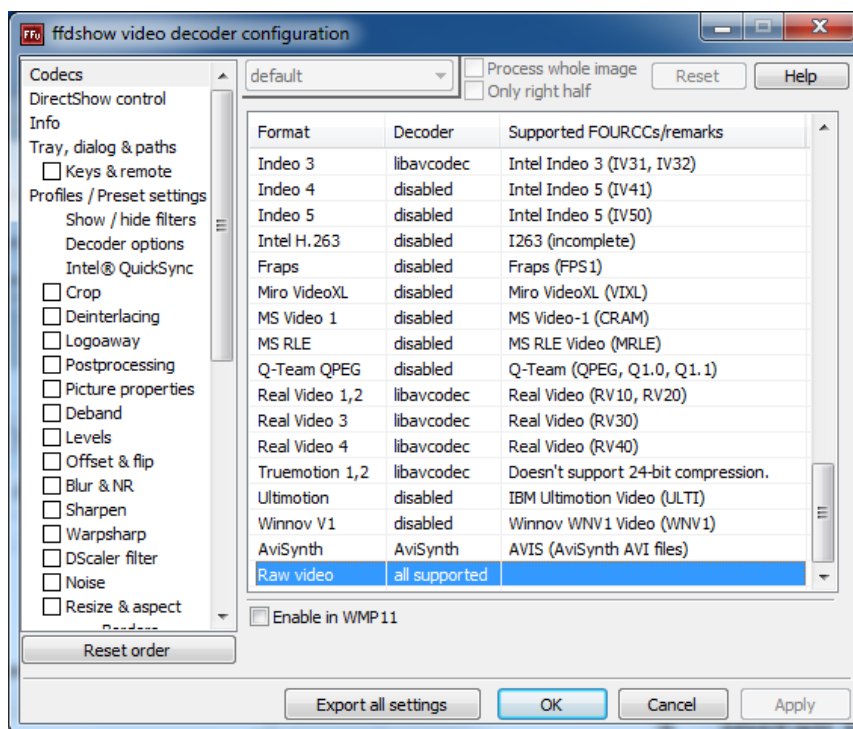 FFv ffdshow video decoder configuration
Codecs
DirectShow control
Info
Tray, dialog & paths
Keys & remote
Profiles / Preset settings
Show / hide filters
Decoder options
Intel® QuickSync
Crop
Deinterlacing
Logoaway
Postprocessing
Picture properties
Deband
Levels
Offset & flip
Blur & NR
Sharpen
Warpsharp
DScaler filter
Noise
Resize & aspect
Reset order
default
Process whole image
Only right half
Reset
Help
Format Decoder Supported FOURCCs/remarks
Indeo 3 libavcodec Intel Indeo 3 (IV31, IV32)
Indeo 4 disabled Intel Indeo 5 (IV41)
Indeo 5 disabled Intel Indeo 5 (IV50)
Intel H.263 disabled I263 (incomplete)
Fraps disabled Fraps (FPS1)
Miro VideoXL disabled Miro VideoXL (VIXL)
MS Video 1 disabled MS Video-1 (CRAM)
MS RLE disabled MS RLE Video (MRLE)
Q-Team QPEG disabled Q-Team (QPEG, Q1.0, Q1.1)
Real Video 1,2 libavcodec Real Video (RV10, RV20)
Real Video 3 libavcodec Real Video (RV30)
Real Video 4 libavcodec Real Video (RV40)
Truemotion 1,2 libavcodec Doesn't support 24-bit compression.
Ultimotion disabled IBM Ultimotion Video (ULTI)
Winnov V1 disabled Winnov WNV1 Video (WNV1)
AviSynth AviSynth AVIS (AviSynth AVI files)
Raw video all supported
Enable in WMP11
Export all settings
OK
Cancel
Apply